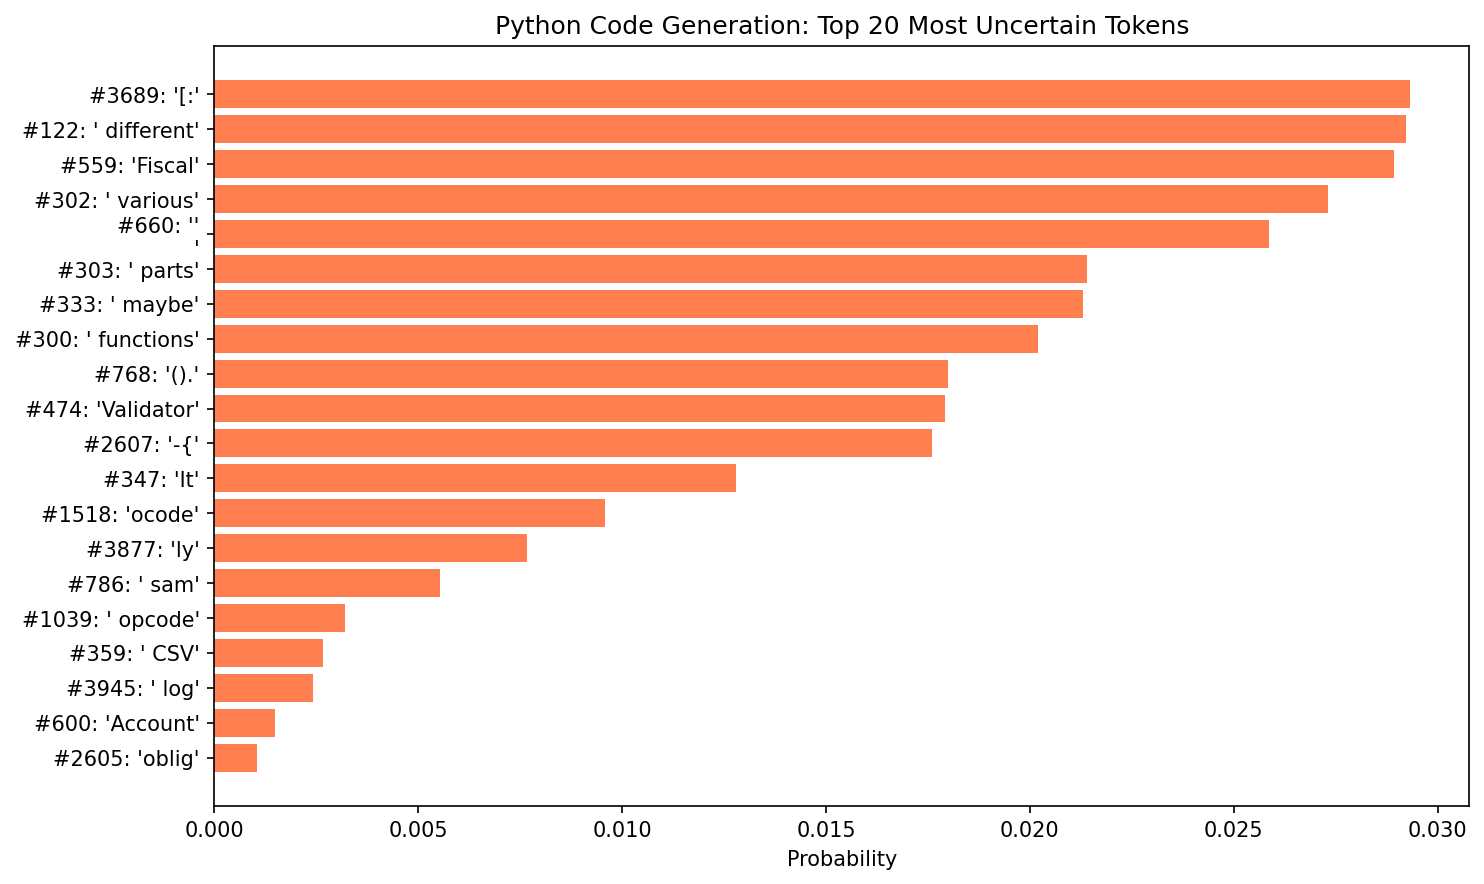 Python Code Generation: Top 20 Most Uncertain Tokens
#3689: '[:'
#122: ' different'
#559: 'Fiscal'
#302: ' various'
#660: ''
'
#303: ' parts'
#333: ' maybe'
#300: ' functions'
#768: '().'
#474: 'Validator'
#2607: '-{'
#347: 'lt'
#1518: 'ocode'
#3877: 'ly'
#786: ' sam'
#1039: ' opcode'
#359: ' CSV'
#3945: ' log'
#600: 'Account'
#2605: 'oblig'
0.000 0.005 0.010 0.015 0.020 0.025 0.030
Probability